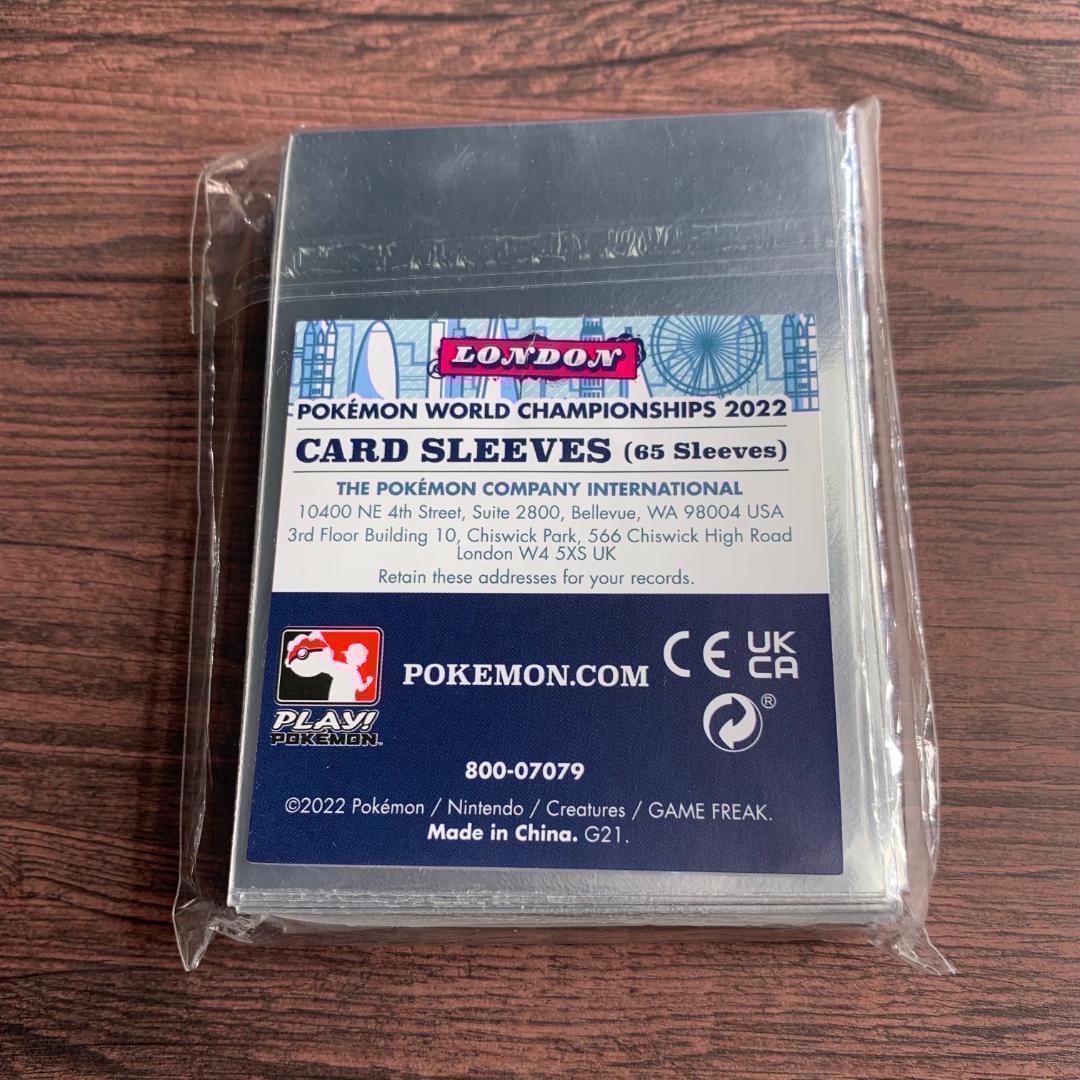 LONDON
POKÉMON WORLD CHAMPIONSHIPS 2022
CARD SLEEVES (65 Sleeves)
THE POKÉMON COMPANY INTERNATIONAL
10400 NE 4th Street, Suite 2800, Bellevue, WA 98004 USA
3rd Floor Building 10, Chiswick Park, 566 Chiswick High Road
London W4 5XS UK
Retain these addresses for your records.
PLAY!
POKÉMON™
POKEMON.COM
CE
UK
CA
®
800-07079
©2022 Pokémon / Nintendo / Creatures / GAME FREAK.
Made in China. G21.